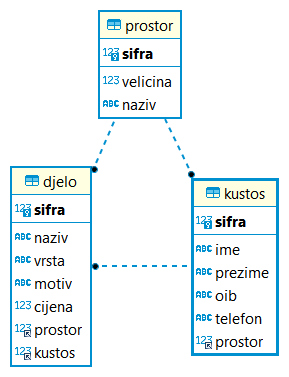 prostor
123 sifra
123 velicina
ABC naziv
djelo
123 sifra
ABC naziv
ABC vrsta
ABC motiv
123 cijena
123 prostor
123 kustos
kustos
123 sifra
ABC ime
ABC prezime
ABC oib
ABC telefon
123 prostor